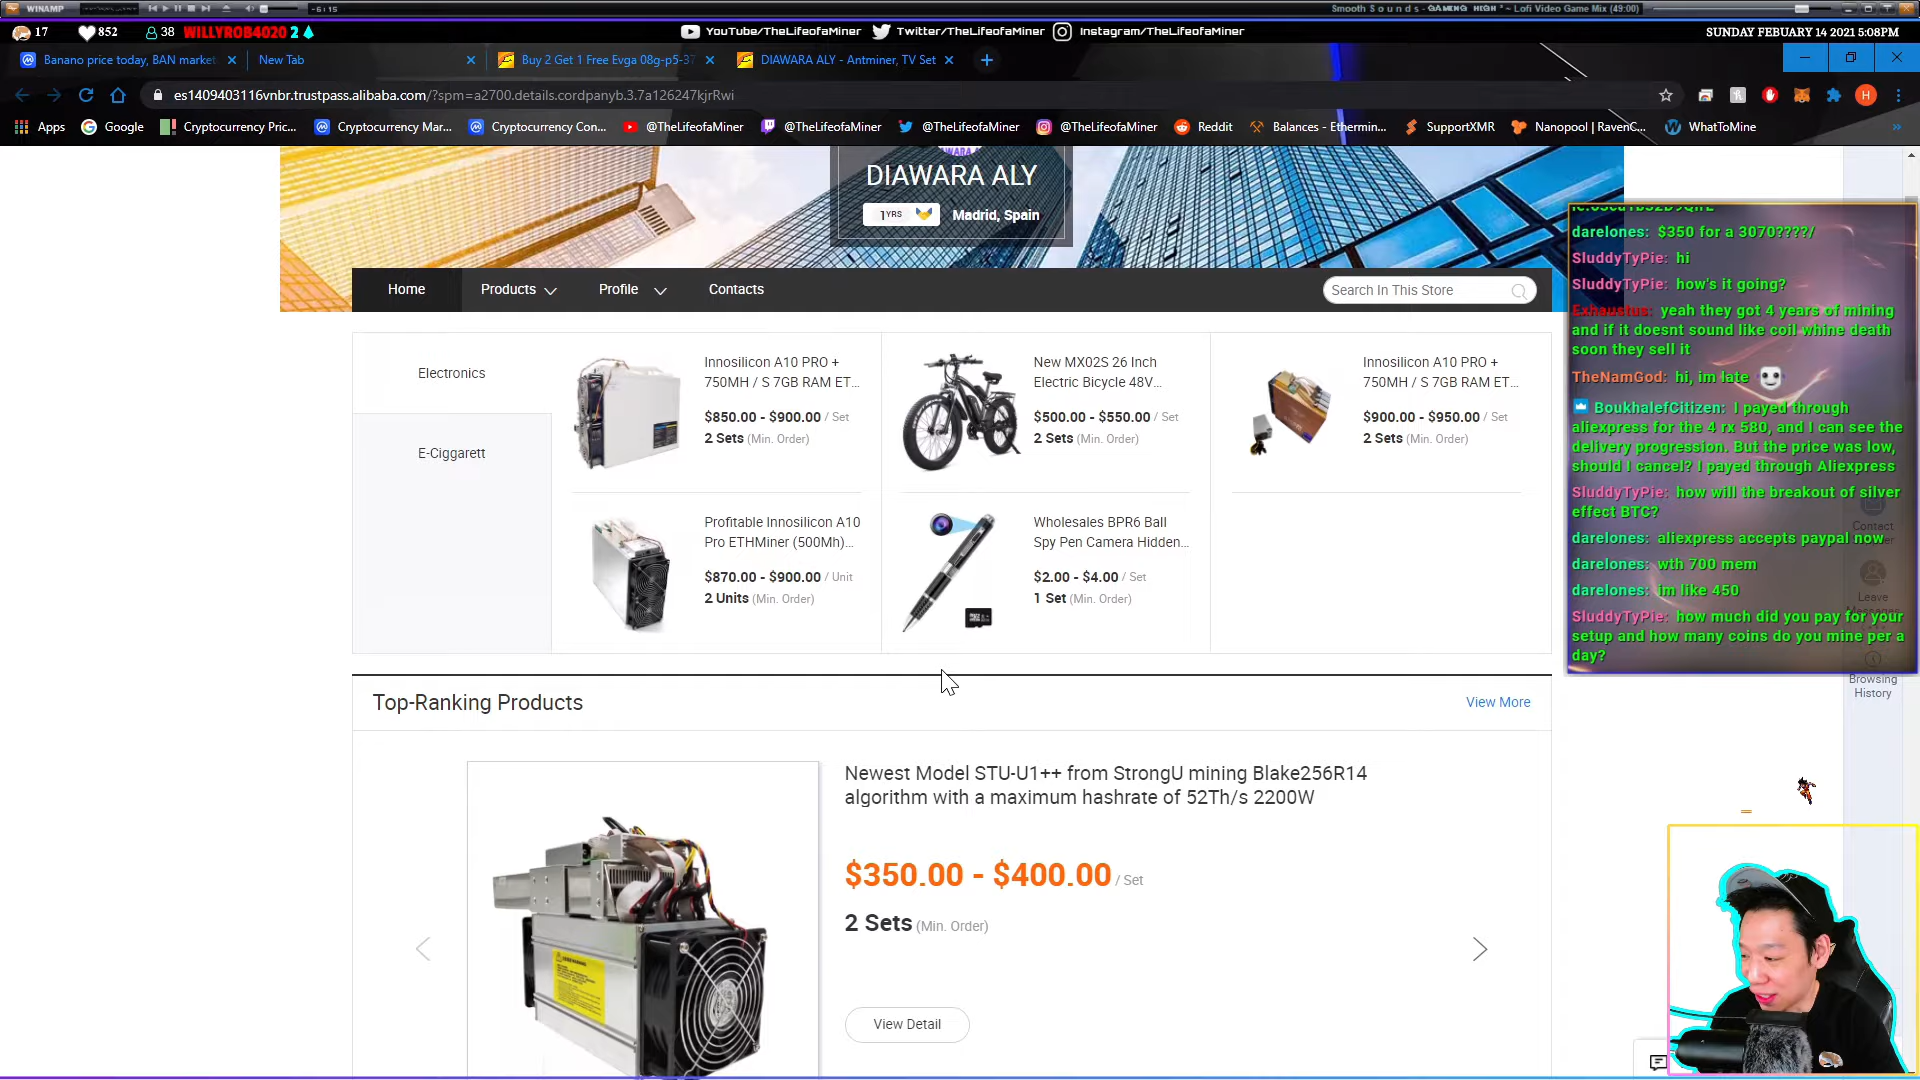 WINAMP
-6:15
Smooth Sounds - GAMING HIGH * ~ Lofi Video Game Mix (49:00)
17 852 38 WILLYROB4020 2
YouTube/TheLifeofaMiner Twitter/TheLifeofaMiner Instagram/TheLifeofaMiner
SUNDAY FEBUARY 14 2021 5:08PM
Banano price today, BAN market
New Tab
Buy 2 Get 1 Free Evga 08g-p5-37
DIAWARA ALY - Antminer, TV Set
es1409403116vnbr.trustpass.alibaba.com/?spm=a2700.details.cordpanyb.3.7a126247kjrRwi
H
Apps Google Cryptocurrency Pric... Cryptocurrency Mar... Cryptocurrency Con... @TheLifeofaMiner @TheLifeofaMiner @TheLifeofaMiner @TheLifeofaMiner Reddit Balances - Ethermin... SupportXMR Nanopool | RavenC... WhatToMine
DIAWARA ALY
1 YRS Madrid, Spain
Home Products Profile Contacts
Search In This Store
Electronics
E-Ciggarett
Innosilicon A10 PRO +
750MH / S 7GB RAM ET...
$850.00 - $900.00 / Set
2 Sets (Min. Order)
New MX02S 26 Inch
Electric Bicycle 48V...
$500.00 - $550.00 / Set
2 Sets (Min. Order)
Innosilicon A10 PRO +
750MH / S 7GB RAM ET...
$900.00 - $950.00 / Set
2 Sets (Min. Order)
Profitable Innosilicon A10
Pro ETHMiner (500Mh)...
$870.00 - $900.00 / Unit
2 Units (Min. Order)
Wholesales BPR6 Ball
Spy Pen Camera Hidden...
$2.00 - $4.00 / Set
1 Set (Min. Order)
Top-Ranking Products
View More
Newest Model STU-U1++ from StrongU mining Blake256R14
algorithm with a maximum hashrate of 52Th/s 2200W
$350.00 - $400.00 / Set
2 Sets (Min. Order)
View Detail
darelones: $350 for a 3070????/
SluddyTyPie: hi
SluddyTyPie: how's it going?
Exhaustus: yeah they got 4 years of mining
and if it doesnt sound like coil whine death
soon they sell it
TheNamGod: hi, im late
BoukhalefCitizen: I payed through
aliexpress for the 4 rx 580, and I can see the
delivery progression. But the price was low,
should I cancel? I payed through Aliexpress
SluddyTyPie: how will the breakout of silver
effect BTC?
darelones: aliexpress accepts paypal now
darelones: wth 700 mem
darelones: im like 450
SluddyTyPie: how much did you pay for your
setup and how many coins do you mine per a
day?
Contact
Leave
Browsing
History